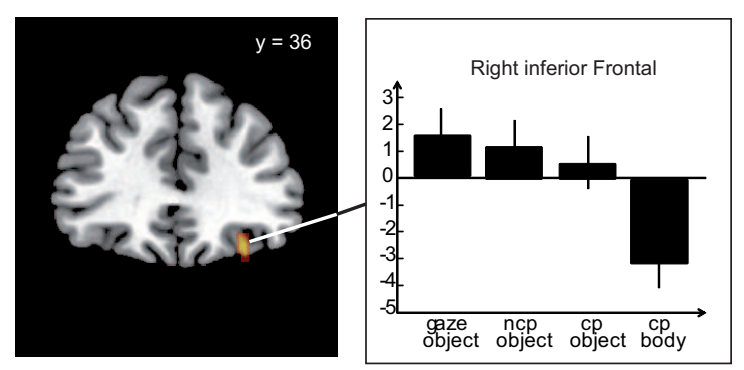 y = 36
Right inferior Frontal
3
2
1
0
-1
-2
-3
-4
-5
gaze object
ncp object
cp object
cp body